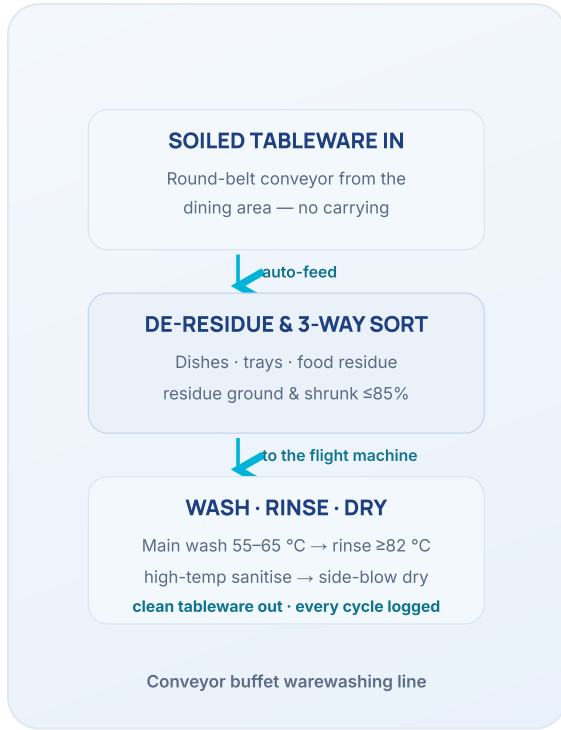 SOILED TABLEWARE IN
Round-belt conveyor from the
dining area — no carrying
auto-feed
DE-RESIDUE & 3-WAY SORT
Dishes · trays · food residue
residue ground & shrunk ≤85%
to the flight machine
WASH · RINSE · DRY
Main wash 55–65 °C → rinse ≥82 °C
high-temp sanitise → side-blow dry
clean tableware out · every cycle logged
Conveyor buffet warewashing line